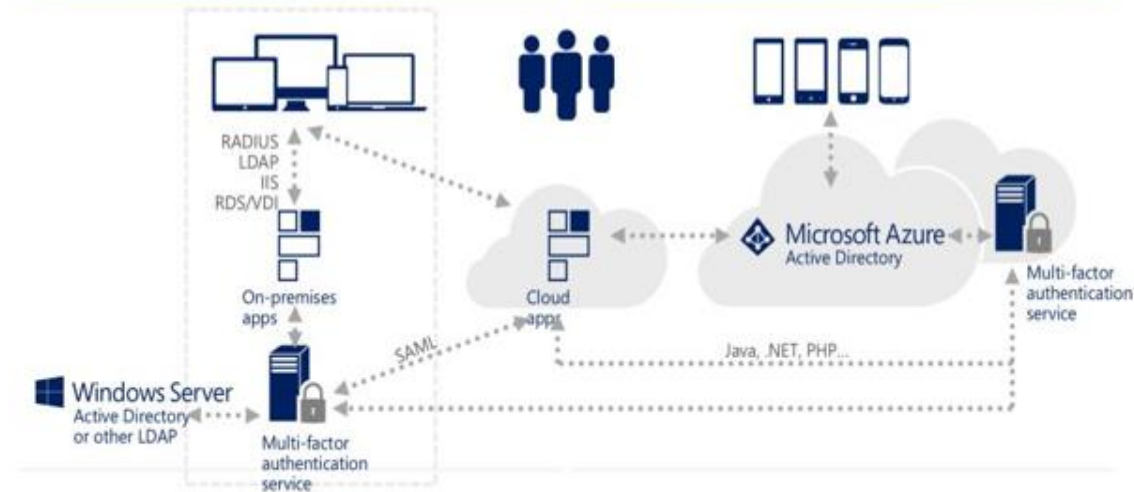 RADIUS
LDAP
IIS
RDS/VDI
On-premises
apps
Cloud
apps
Microsoft Azure
Active Directory
Multi-factor
authentication
service
SAML
Java, .NET, PHP...
Windows Server
Active Directory
or other LDAP
Multi-factor
authentication
service